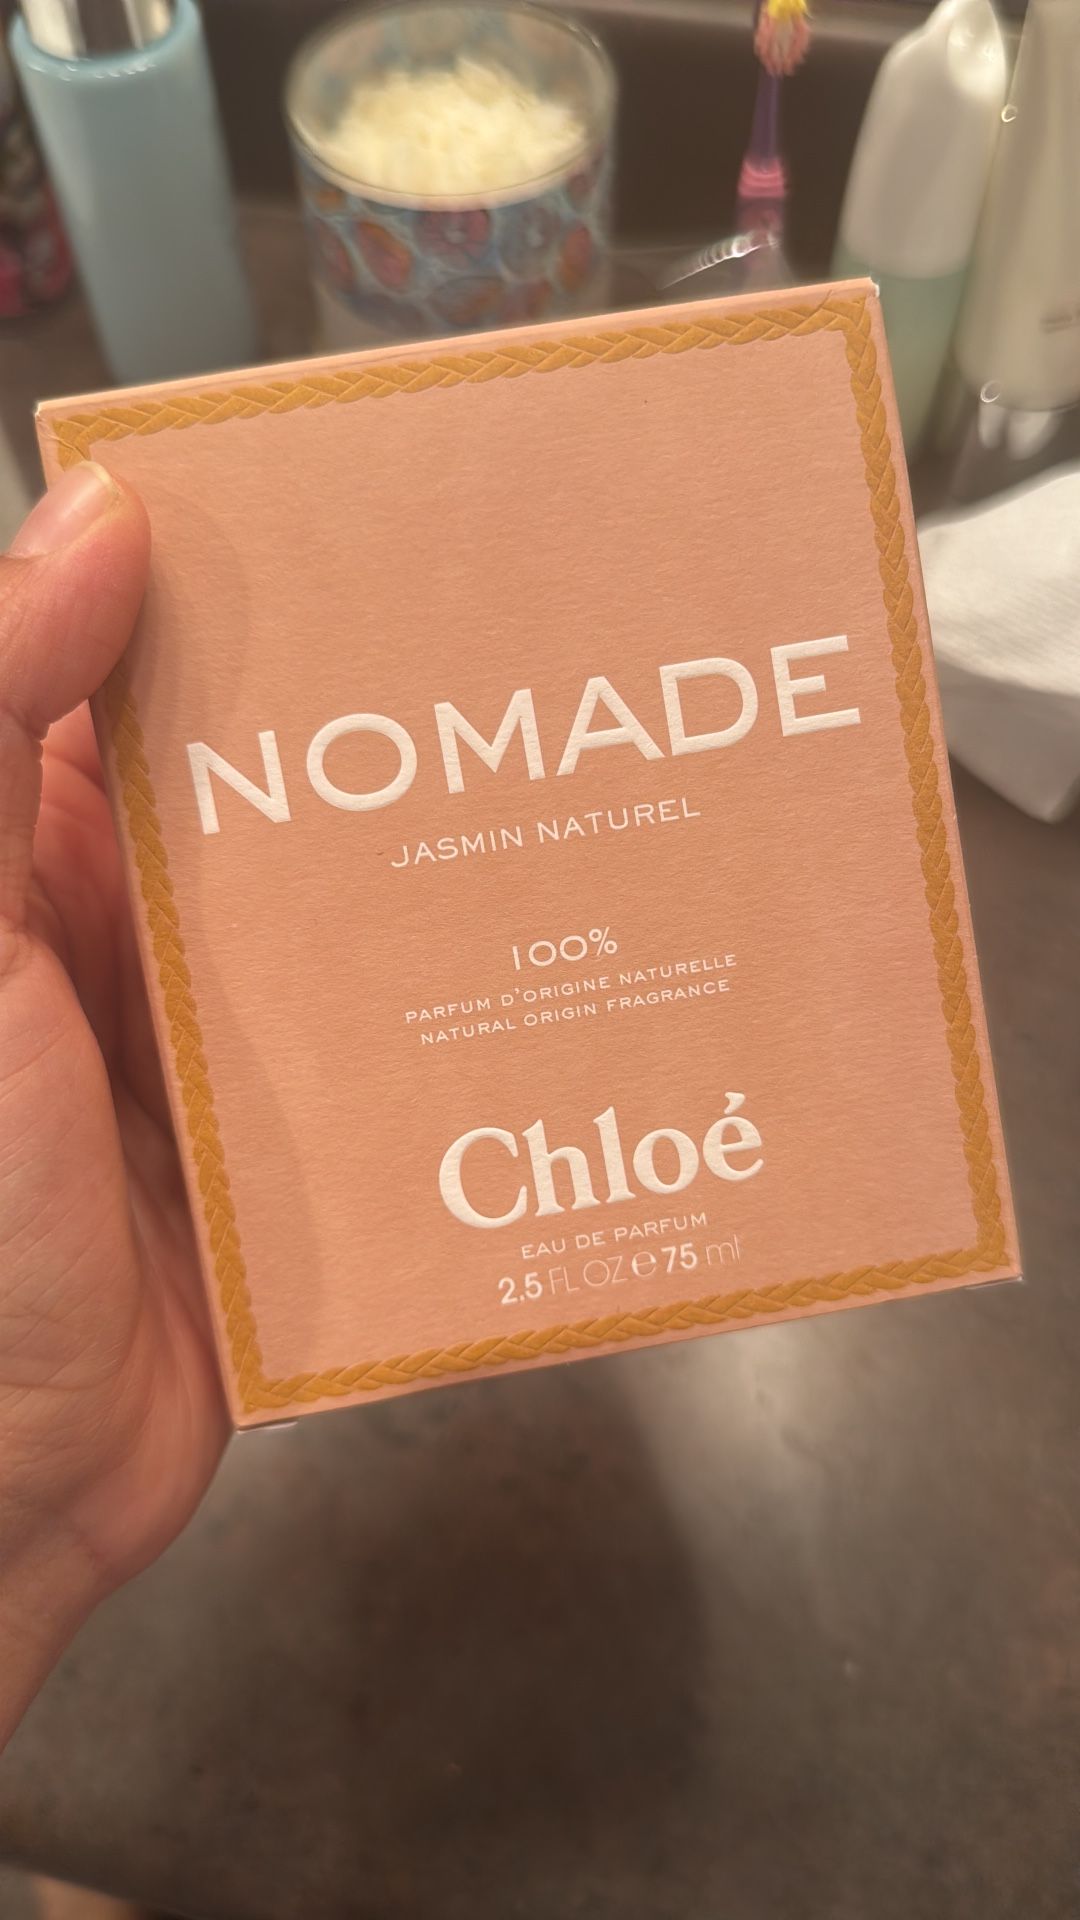 NOMADE
JASMIN NATUREL
100%
PARFUM D'ORIGINE NATURELLE
NATURAL ORIGIN FRAGRANCE
Chloé
EAU DE PARFUM
2.5 FL OZ e 75 ml